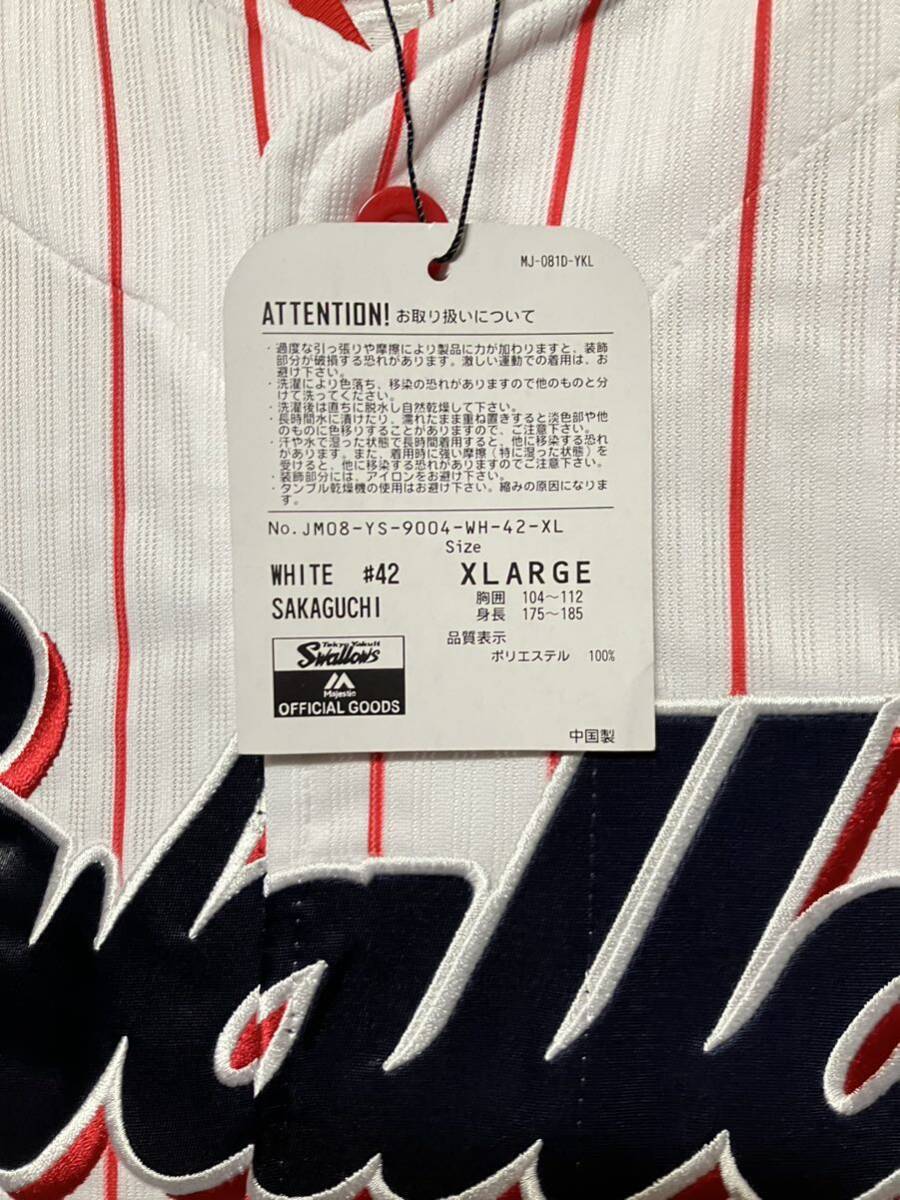 MJ-081D-YKL
ATTENTION! お取り扱いについて
・過度な引っ張りや摩擦により製品に力が加わりますと、装飾
部分が破損する恐れがあります。激しい運動での着用は、お
避け下さい。
・洗濯により色落ち、移染の恐れがありますので他のものと分
けて洗ってください。
・洗濯後は直ちに脱水し自然乾燥して下さい。
・長時間水に漬けたり、濡れたまま重ね置きすると淡色部や他
のものに色移りすることがありますので、ご注意下さい。
・汗や水で湿った状態で長時間着用すると、他に移染する恐れ
があります。また、着用時に強い摩擦(特に湿った状態)を
受けると、他に移染する恐れがありますのでご注意下さい。
・装飾部分には、アイロンをお避け下さい。
・タンブル乾燥機の使用はお避け下さい。縮みの原因になりま
す。
No.JM08-YS-9004-WH-42-XL
Size
WHITE #42 XLARGE
SAKAGUCHI
胸囲 104～112
身長 175～185
品質表示
ポリエステル 100%
Tokyo Yakult
Swallows
Majestic
OFFICIAL GOODS
中国製
Swallo